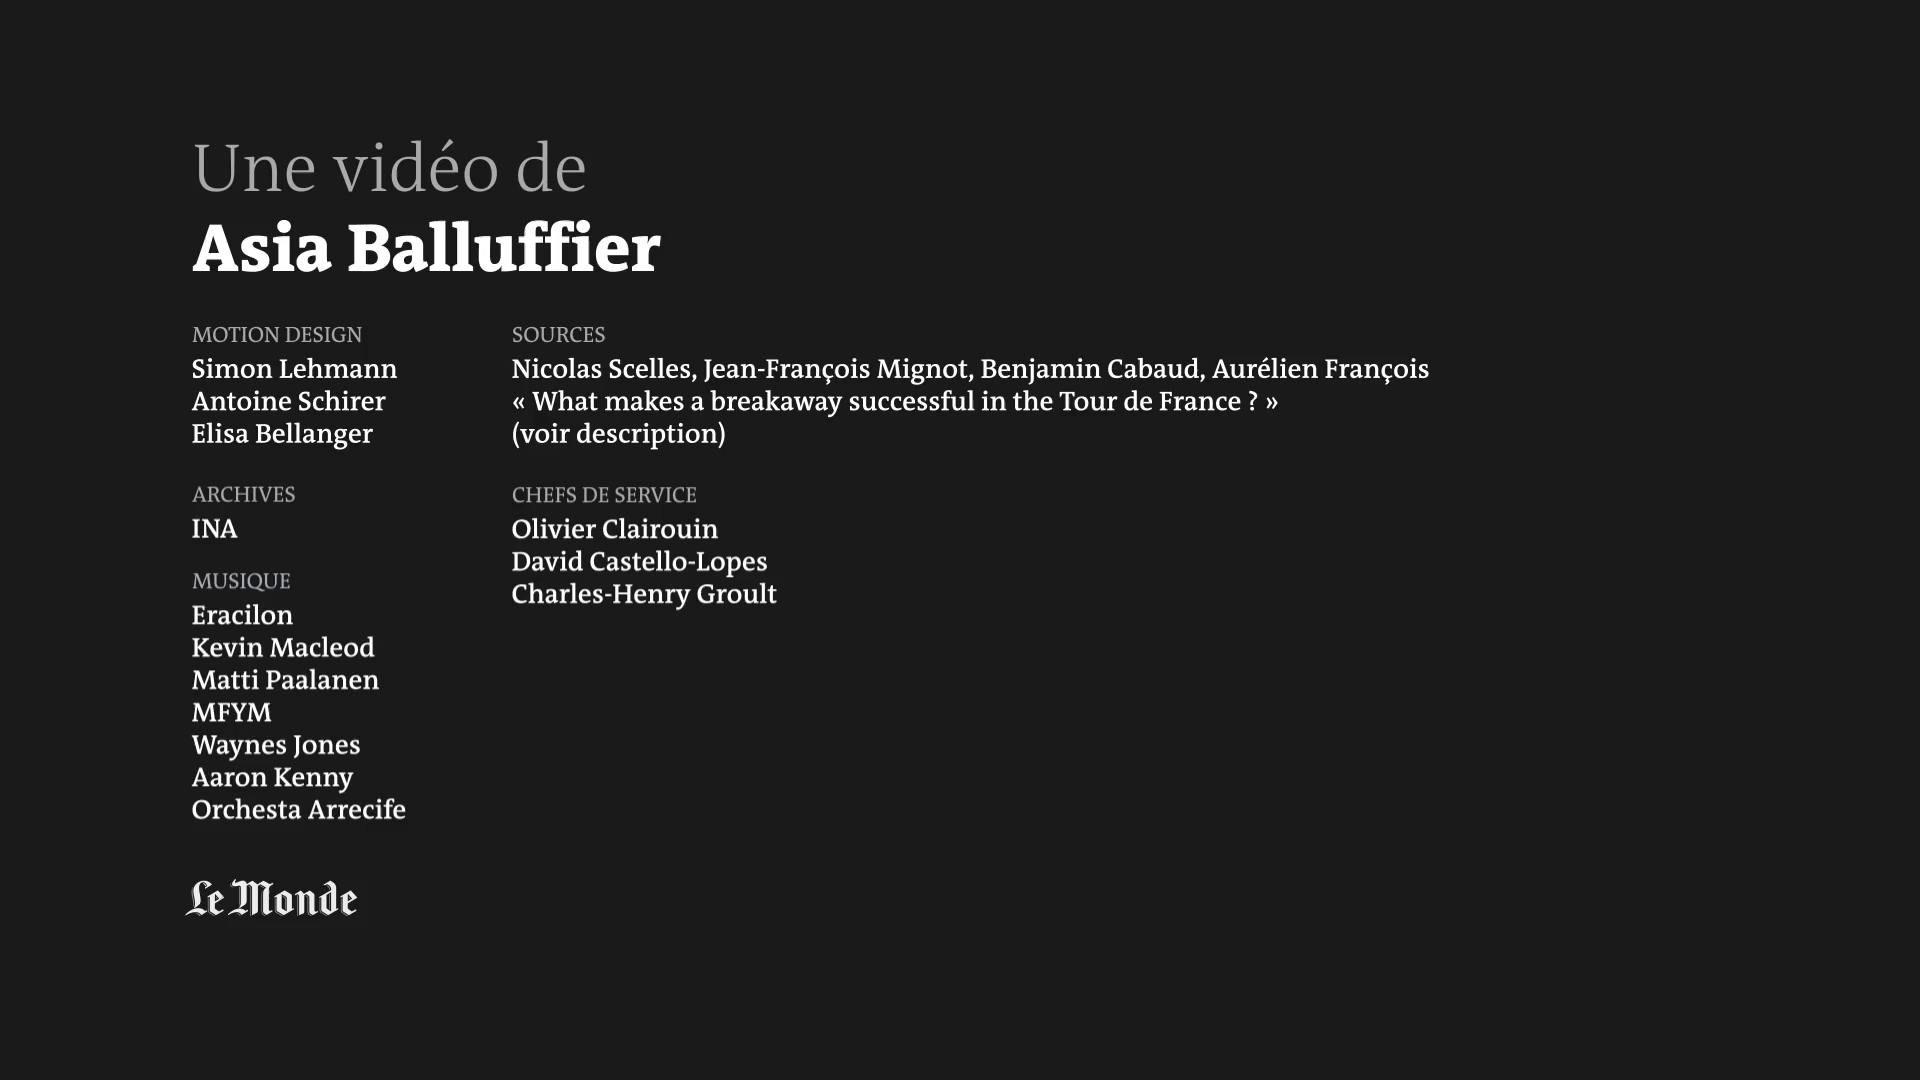 Une vidéo de
Asia Balluffier
MOTION DESIGN
Simon Lehmann
Antoine Schirer
Elisa Bellanger
ARCHIVES
INA
MUSIQUE
Eracilon
Kevin Macleod
Matti Paalanen
MFYM
Waynes Jones
Aaron Kenny
Orchesta Arrecife
SOURCES
Nicolas Scelles, Jean-François Mignot, Benjamin Cabaud, Aurélien François
« What makes a breakaway successful in the Tour de France ? »
(voir description)
CHEFS DE SERVICE
Olivier Clairouin
David Castello-Lopes
Charles-Henry Groult
Le Monde